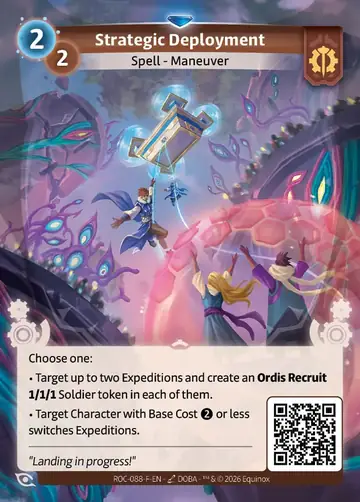 2
2
Strategic Deployment
Spell - Maneuver
Choose one:
• Target up to two Expeditions and create an Ordis Recruit
1/1/1 Soldier token in each of them.
• Target Character with Base Cost 2 or less
switches Expeditions.
"Landing in progress!"
ROC-088-F-EN - DOBA - ™ & © 2026 Equinox